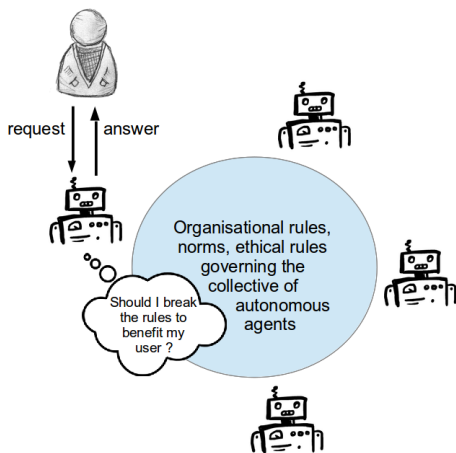 request
answer
Organisational rules,
norms, ethical rules
governing the
collective of
autonomous
agents
Should I break
the rules to
benefit my
user ?